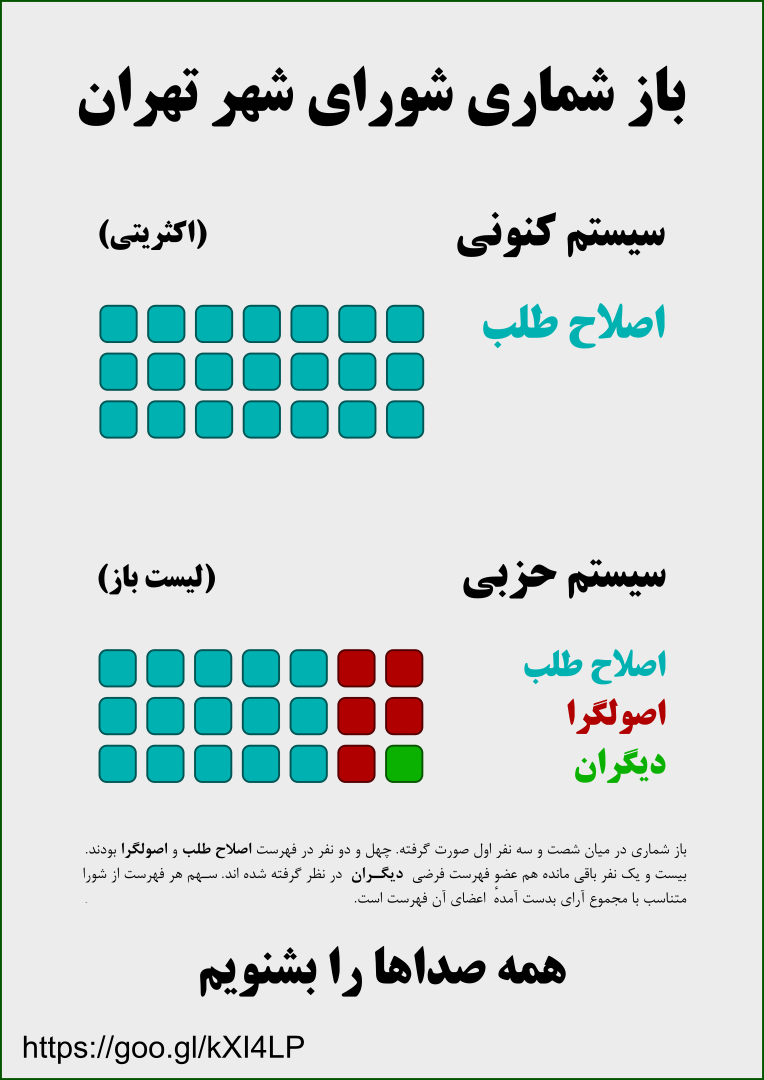 باز شماری شورای شهر تهران
سیستم کنونی (اکثریتی)
اصلاح طلب
سیستم حزبی (لیست باز)
اصلاح طلب
اصولگرا
دیگران
باز شماری در میان شصت و سه نفر اول صورت گرفته. چهل و دو نفر در فهرست اصلاح طلب و اصولگرا بودند.
بیست و یک نفر باقی مانده هم عضو فهرست فرضی دیگـــران در نظر گرفته شده اند. ســهم هر فهرست از شورا
متناسب با مجموع آرای بدست آمدهٔ اعضای آن فهرست است.
همه صداها را بشنویم
https://goo.gl/kXI4LP